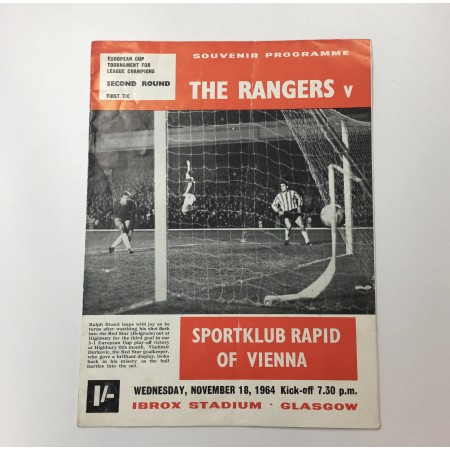 EUROPEAN CUP
TOURNAMENT FOR
LEAGUE CHAMPIONS
SECOND ROUND
FIRST TIE
SOUVENIR PROGRAMME
THE RANGERS v
Ralph Brand leaps with joy as he
turns after watching his shot flash
into the Red Star (Belgrade) net at
Highbury for the third goal in our
3-1 European Cup play-off victory
at Highbury this month. Vladimir
Durkovic, the Red Star goalkeeper,
who gave a brilliant display, looks
back in his misery as the ball
hurtles into the net.
SPORTKLUB RAPID
OF VIENNA
1/-
WEDNESDAY, NOVEMBER 18, 1964 Kick-off 7.30 p.m.
IBROX STADIUM · GLASGOW